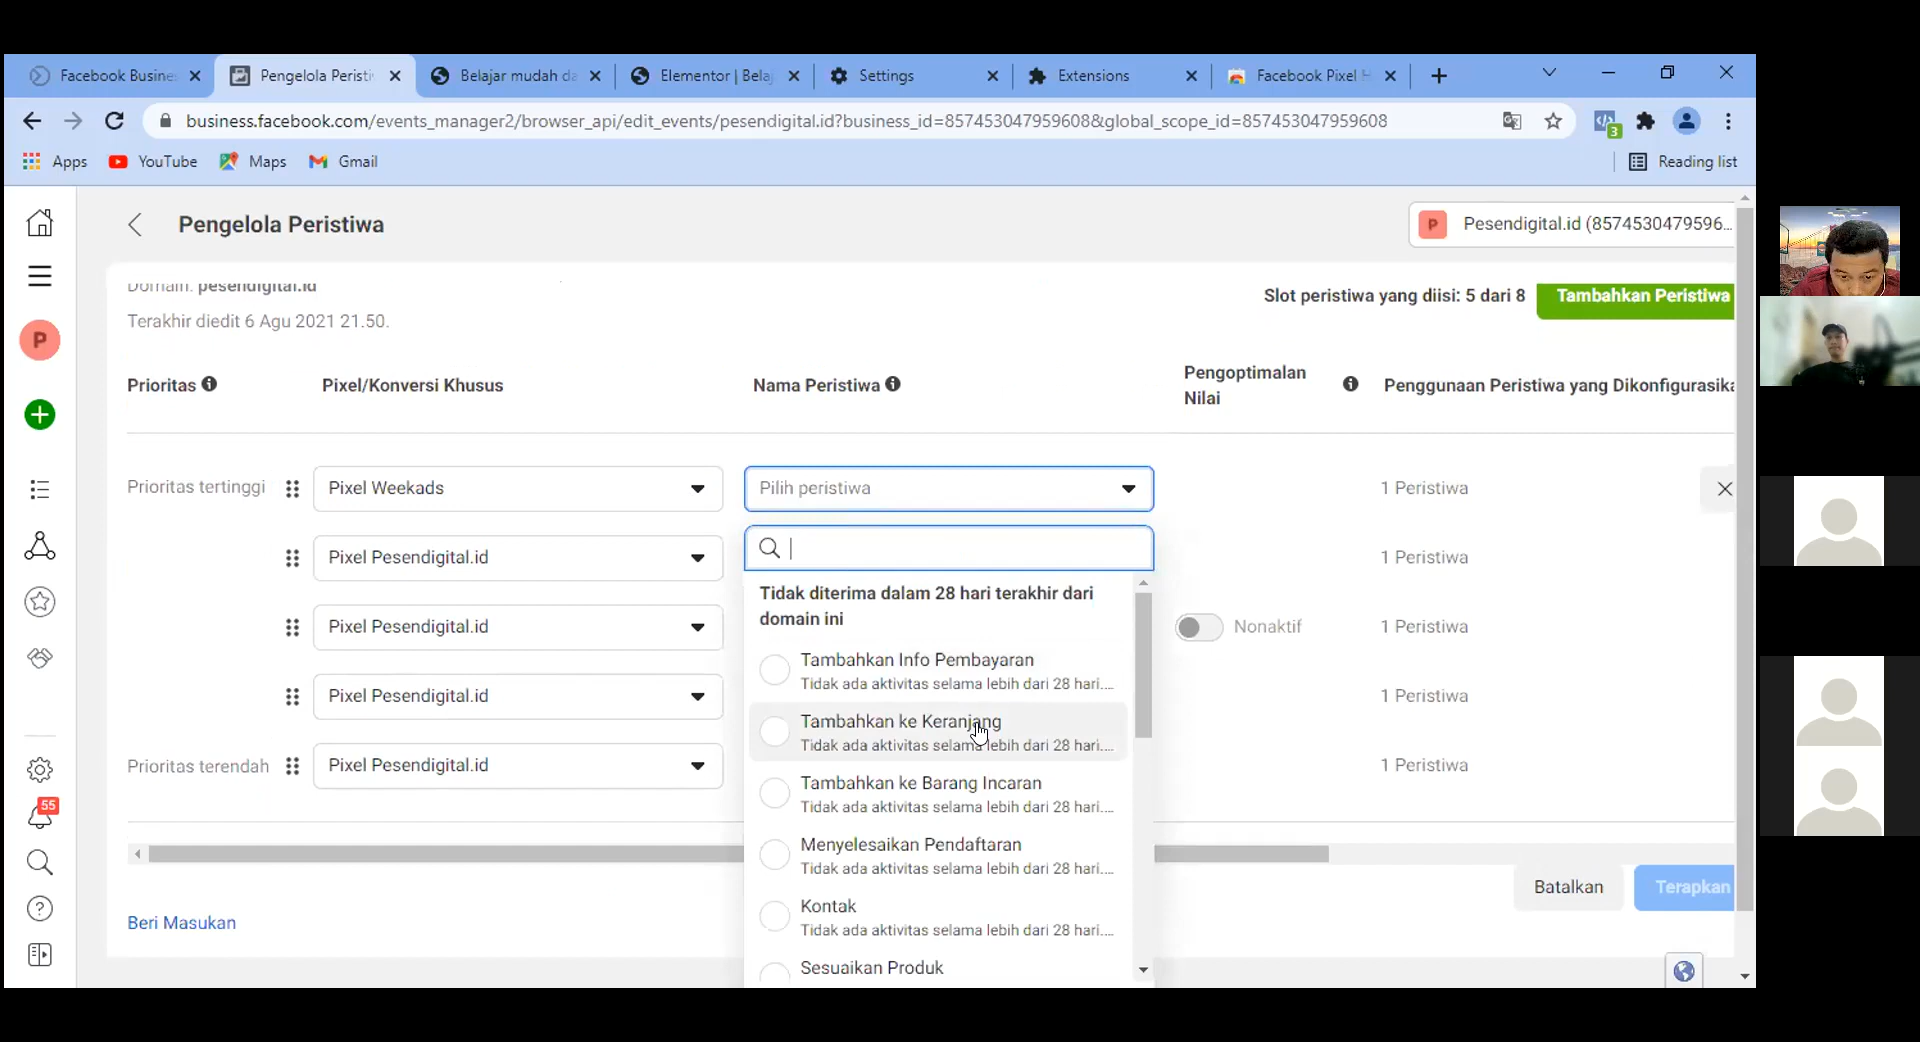 Facebook Busine
Pengelola Peristi
Belajar mudah da
Elementor | Bela
Settings
Extensions
Facebook Pixel H
business.facebook.com/events_manager2/browser_api/edit_events/pesendigital.id?business_id=857453047959608&global_scope_id=857453047959608
3
Apps
YouTube
Maps
Gmail
Reading list
Pengelola Peristiwa
P
Pesendigital.id (8574530479596...
Domain: pesendigital.id
Terakhir diedit 6 Agu 2021 21.50.
Slot peristiwa yang diisi: 5 dari 8
Tambahkan Peristiwa
P
Prioritas
Pixel/Konversi Khusus
Nama Peristiwa
Pengoptimalan
Nilai
Penggunaan Peristiwa yang Dikonfigurasika
Prioritas tertinggi
Pixel Weekads
Pilih peristiwa
1 Peristiwa
Pixel Pesendigital.id
1 Peristiwa
Tidak diterima dalam 28 hari terakhir dari
domain ini
Pixel Pesendigital.id
Nonaktif
1 Peristiwa
Tambahkan Info Pembayaran
Tidak ada aktivitas selama lebih dari 28 hari....
Pixel Pesendigital.id
1 Peristiwa
Tambahkan ke Keranjang
Tidak ada aktivitas selama lebih dari 28 hari....
Prioritas terendah
Pixel Pesendigital.id
1 Peristiwa
Tambahkan ke Barang Incaran
Tidak ada aktivitas selama lebih dari 28 hari....
55
Menyelesaikan Pendaftaran
Tidak ada aktivitas selama lebih dari 28 hari....
Batalkan
Terapkan
Kontak
Tidak ada aktivitas selama lebih dari 28 hari....
Beri Masukan
Sesuaikan Produk